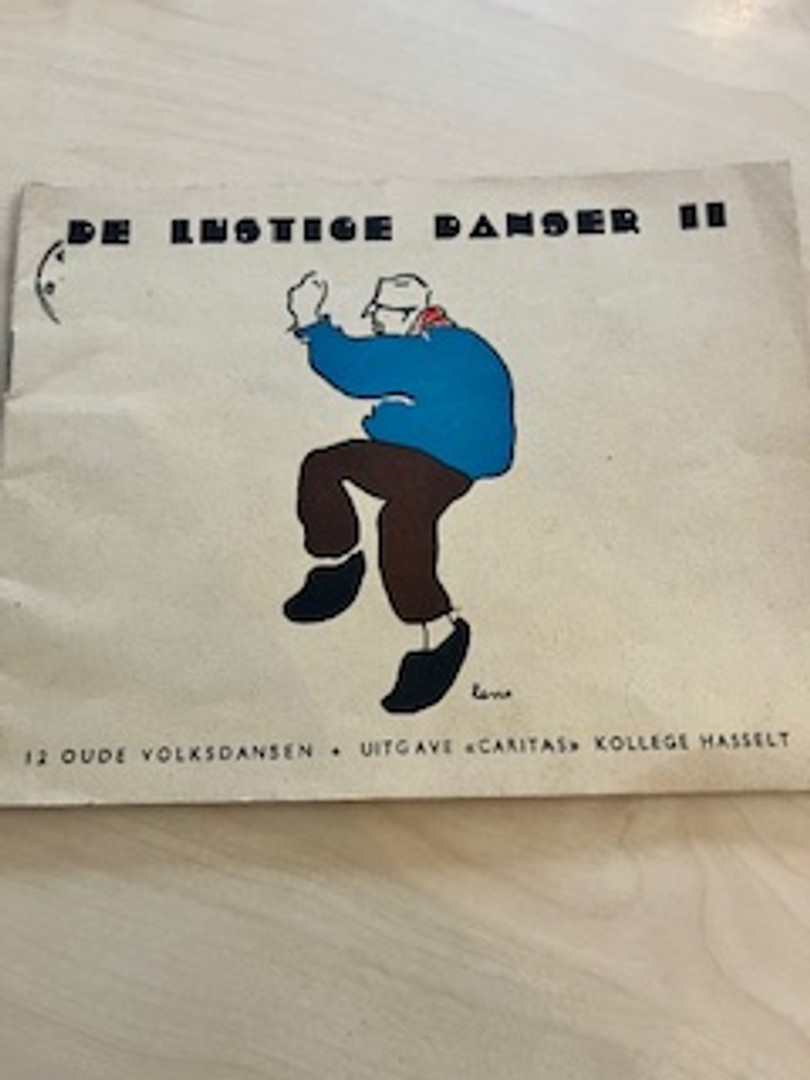 DE LUSTIGE DANSER II
12 OUDE VOLKSDANSEN + UITGAVE «CARITAS» KOLLEGE HASSELT